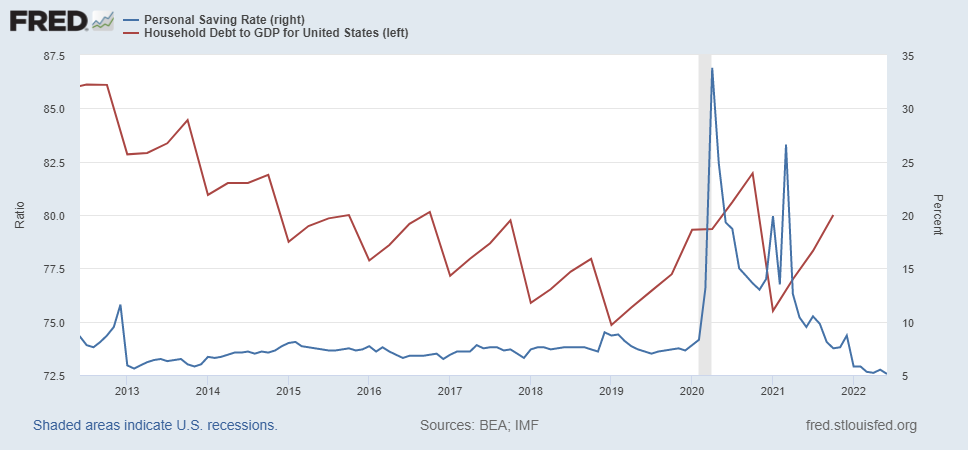 FRED
Personal Saving Rate (right)
Household Debt to GDP for United States (left)
87.5
85.0
82.5
80.0
77.5
75.0
72.5
Ratio
35
30
25
20
15
10
5
Percent
2013 2014 2015 2016 2017 2018 2019 2020 2021 2022
Shaded areas indicate U.S. recessions. Sources: BEA; IMF fred.stlouisfed.org